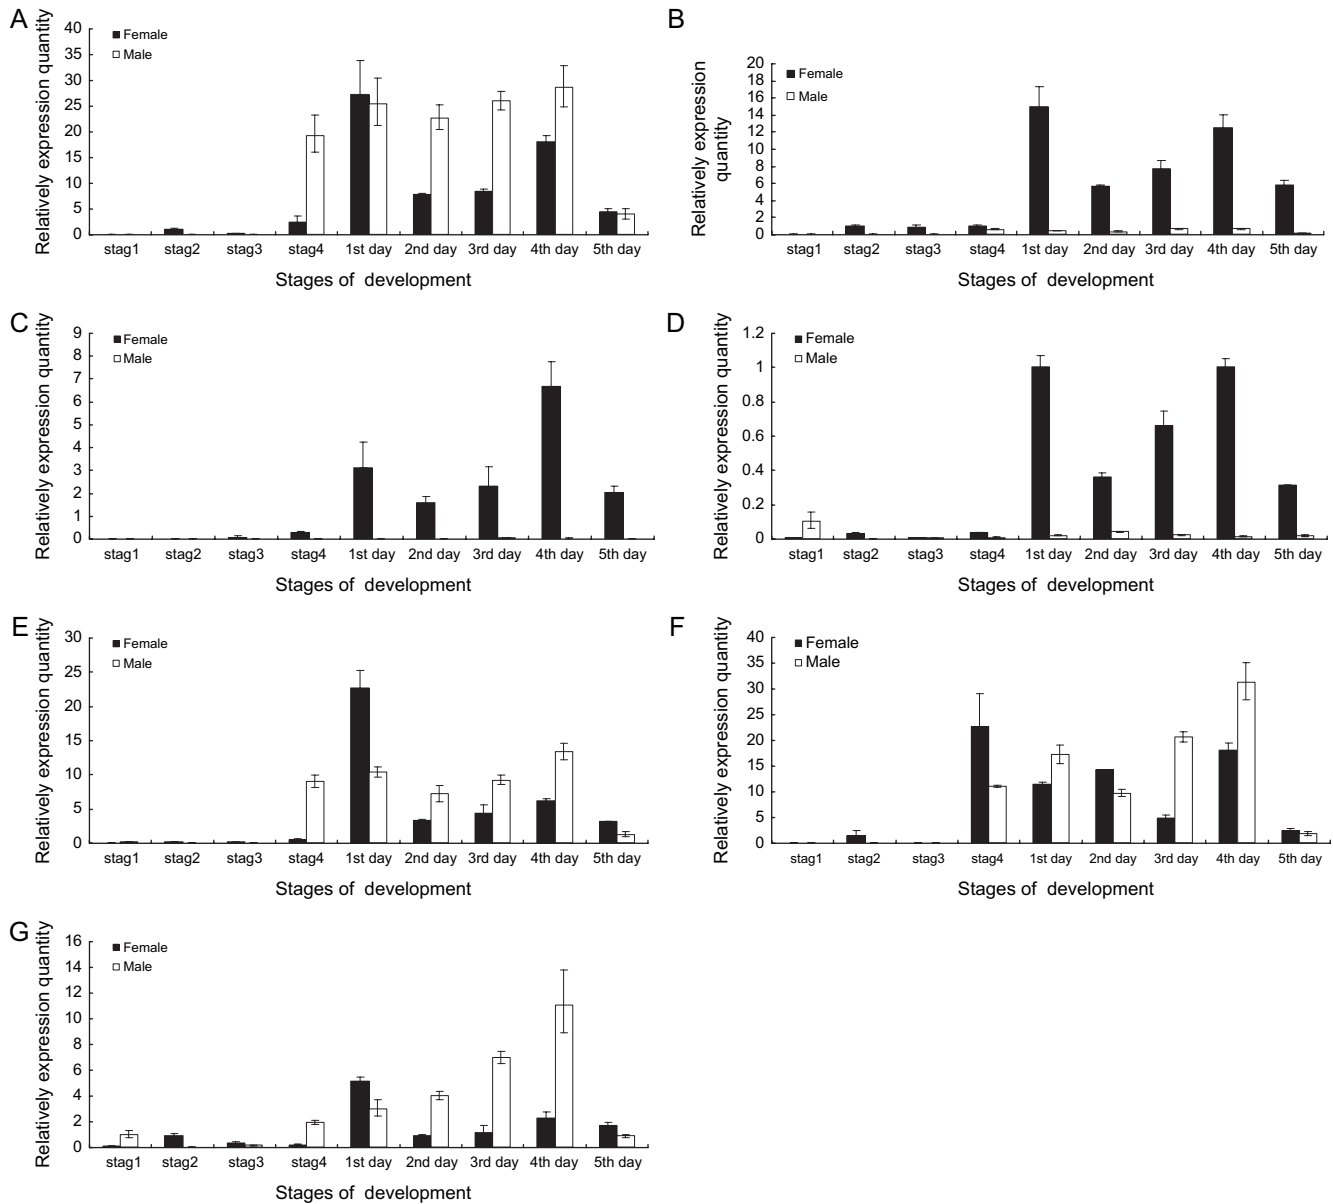 A
Relatively expression quantity
Female
Male
40
35
30
25
20
15
10
5
0
stag1 stag2 stag3 stag4 1st day 2nd day 3rd day 4th day 5th day
Stages of development
B
Relatively expression
quantity
Female
Male
20
18
16
14
12
10
8
6
4
2
0
stag1 stag2 stag3 stag4 1st day 2nd day 3rd day 4th day 5th day
Stages of development
C
Relatively expression quantity
Female
Male
9
8
7
6
5
4
3
2
1
0
stag1 stag2 stag3 stag4 1st day 2nd day 3rd day 4th day 5th day
Stages of development
D
Relatively expression quantity
Female
Male
1.2
1
0.8
0.6
0.4
0.2
0
stag1 stag2 stag3 stag4 1st day 2nd day 3rd day 4th day 5th day
Stages of development
E
Relatively expression quantity
Female
Male
30
25
20
15
10
5
0
stag1 stag2 stag3 stag4 1st day 2nd day 3rd day 4th day 5th day
Stages of development
F
Relatively expression quantity
Female
Male
40
35
30
25
20
15
10
5
0
stag1 stag2 stag3 stag4 1st day 2nd day 3rd day 4th day 5th day
Stages of development
G
Relatively expression quantity
Female
Male
16
14
12
10
8
6
4
2
0
stag1 stag2 stag3 stag4 1st day 2nd day 3rd day 4th day 5th day
Stages of development